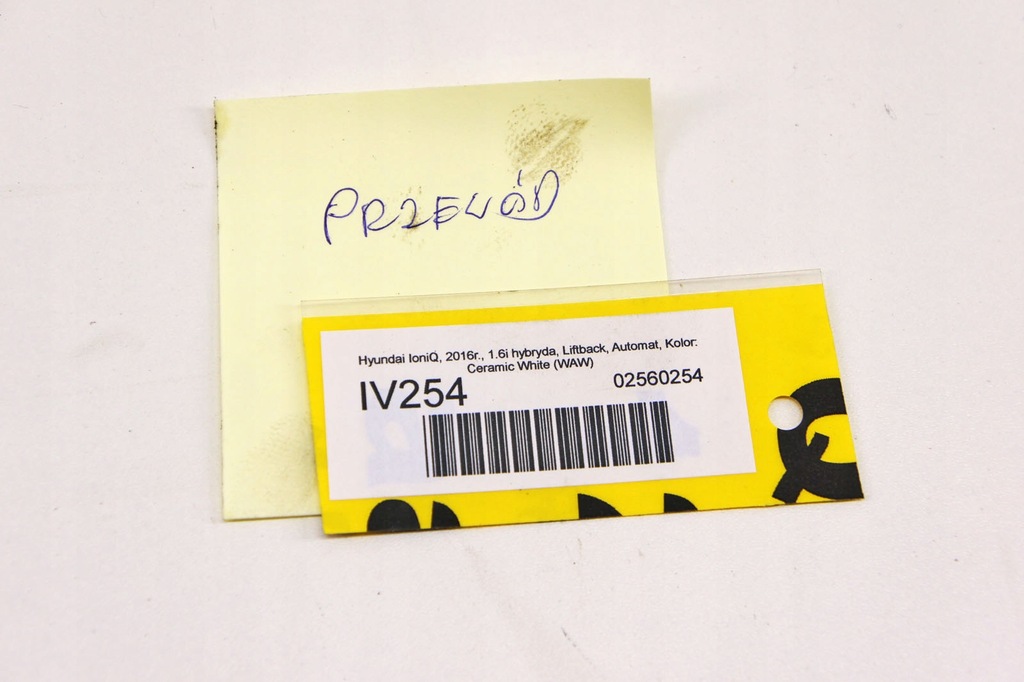 PRZEWÓD
Hyundai IoniQ, 2016r., 1.6i hybryda, Liftback, Automat, Kolor:
Ceramic White (WAW)
IV254 02560254